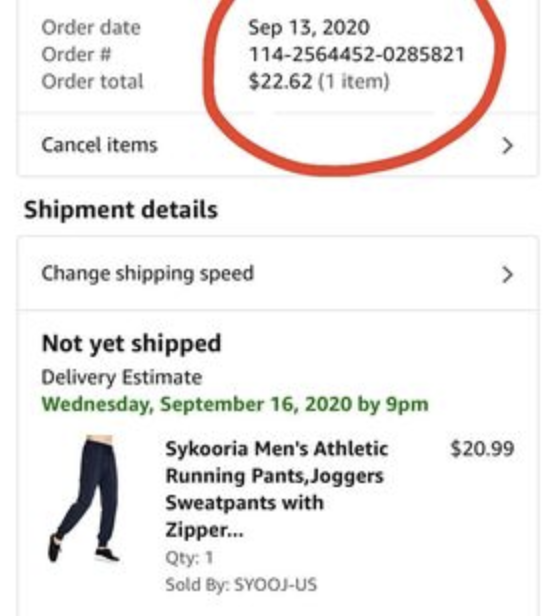 Order date Sep 13, 2020
Order # 114-2564452-0285821
Order total $22.62 (1 item)
Cancel items
Shipment details
Change shipping speed
Not yet shipped
Delivery Estimate
Wednesday, September 16, 2020 by 9pm
Sykooria Men's Athletic $20.99
Running Pants,Joggers
Sweatpants with
Zipper...
Qty: 1
Sold By: SYOOJ-US